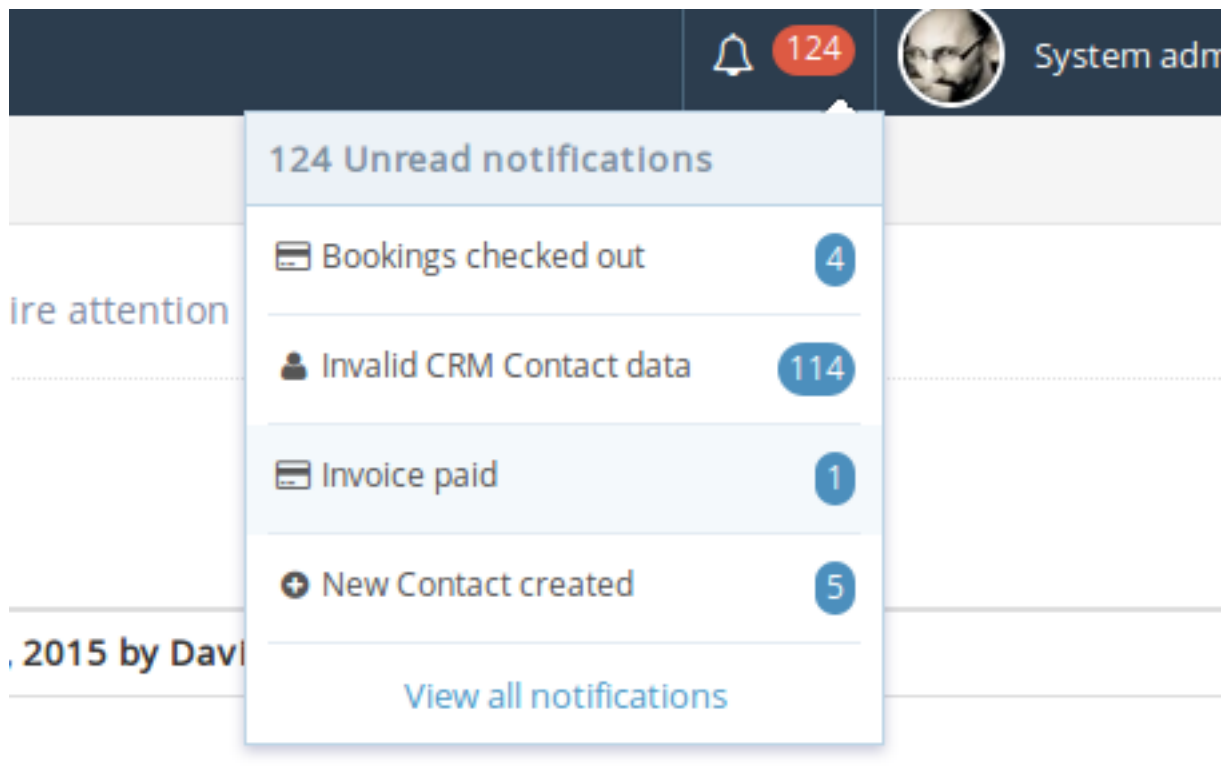 124
System adm
124 Unread notifications
Bookings checked out 4
ire attention
Invalid CRM Contact data 114
Invoice paid 1
New Contact created 5
, 2015 by Davi
View all notifications